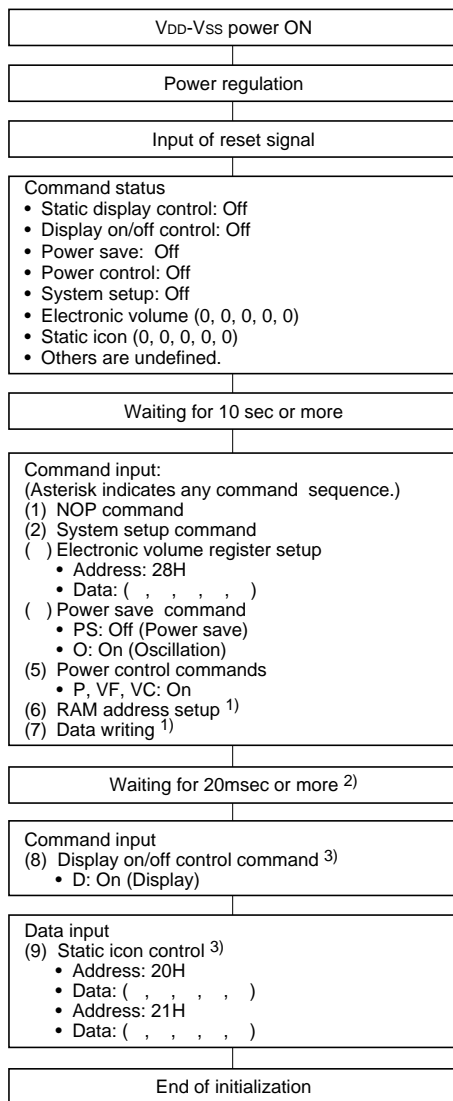 VDD-VSS power ON
Power regulation
Input of reset signal
Command status
• Static display control: Off
• Display on/off control: Off
• Power save: Off
• Power control: Off
• System setup: Off
• Electronic volume (0, 0, 0, 0, 0)
• Static icon (0, 0, 0, 0, 0)
• Others are undefined.
Waiting for 10 sec or more
Command input:
(Asterisk indicates any command sequence.)
(1) NOP command
(2) System setup command
( ) Electronic volume register setup
• Address: 28H
• Data: ( , , , , )
( ) Power save command
• PS: Off (Power save)
• O: On (Oscillation)
(5) Power control commands
• P, VF, VC: On
(6) RAM address setup 1)
(7) Data writing 1)
Waiting for 20msec or more 2)
Command input
(8) Display on/off control command 3)
• D: On (Display)
Data input
(9) Static icon control 3)
• Address: 20H
• Data: ( , , , , )
• Address: 21H
• Data: ( , , , , )
End of initialization